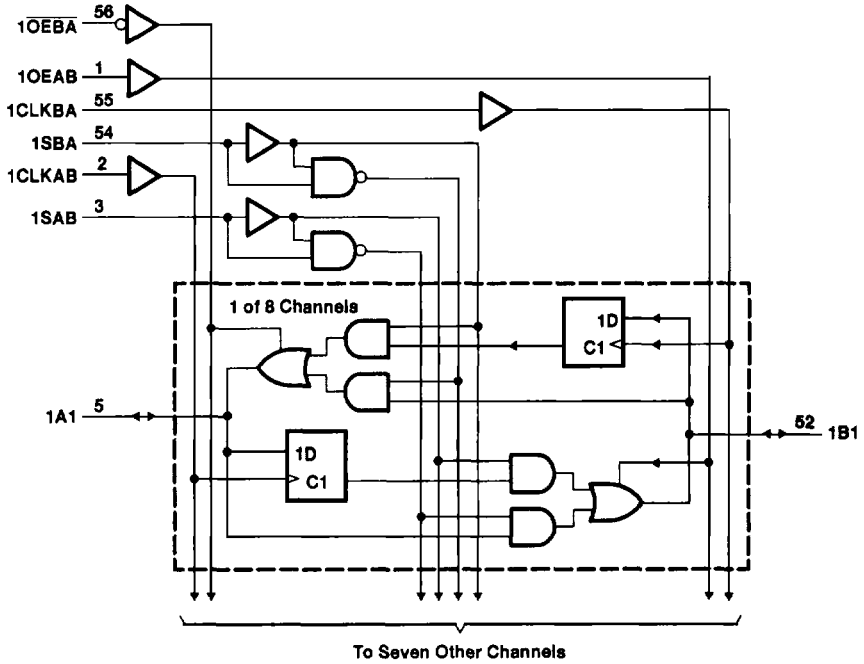 1O̅E̅B̅A̅ 56
1OEAB 1
1CLKBA 55
1SBA 54
1CLKAB 2
1SAB 3
1 of 8 Channels
1D
C1
1A1 5
52 1B1
1D
C1
To Seven Other Channels